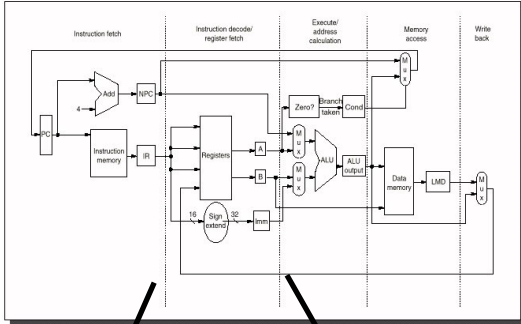 Instruction fetch
Instruction decode/
register fetch
Execute/
address
calculation
Memory
access
Write
back
M
u
x
Add
NPC
4
PC
Instruction
memory
IR
Registers
A
B
Zero?
Branch
taken
Cond
M
u
x
M
u
x
ALU
ALU
output
Data
memory
LMD
M
u
x
16
Sign
extend
32
Imm